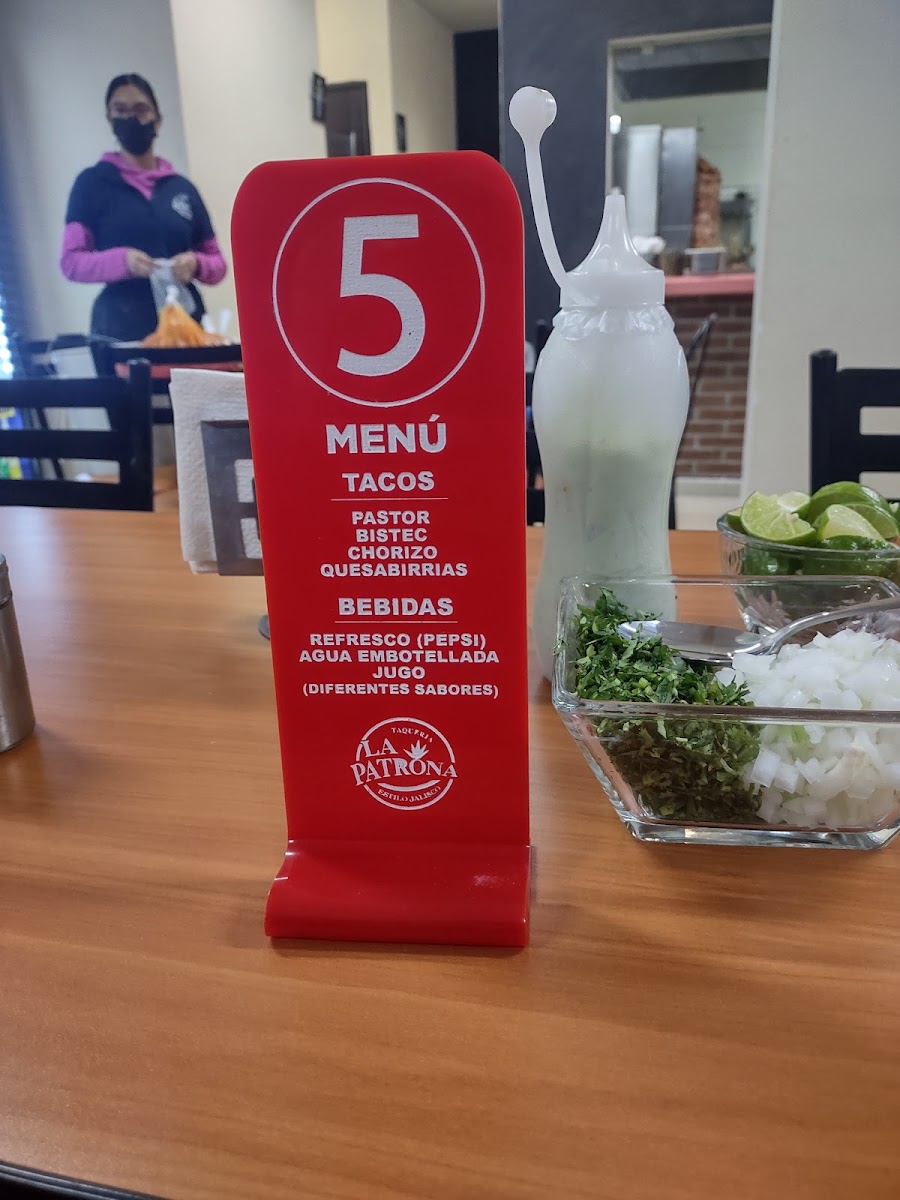 5
MENÚ
TACOS
PASTOR
BISTEC
CHORIZO
QUESABIRRIAS
BEBIDAS
REFRESCO (PEPSI)
AGUA EMBOTELLADA
JUGO
(DIFERENTES SABORES)
TAQUERIA
LA
PATRONA
ESTILO JALISCO